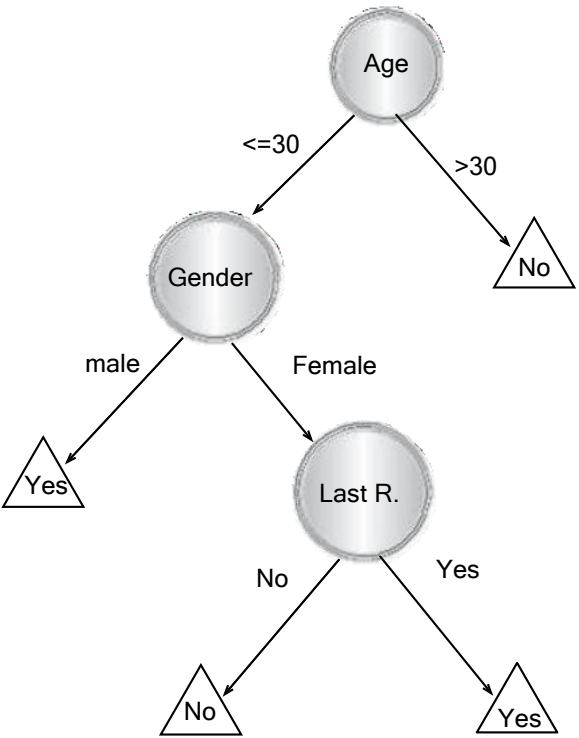 Age
<=30
>30
Gender
No
male
Female
Yes
Last R.
No
Yes
No
Yes